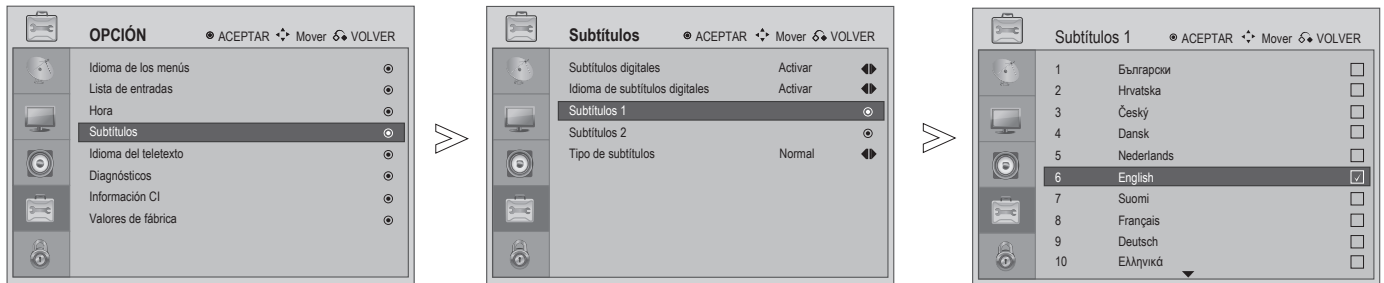 OPCIÓN ACEPTAR Mover VOLVER
Idioma de los menús
Lista de entradas
Hora
Subtítulos
Idioma del teletexto
Diagnósticos
Información CI
Valores de fábrica
Subtítulos ACEPTAR Mover VOLVER
Subtítulos digitales Activar
Idioma de subtítulos digitales Activar
Subtítulos 1
Subtítulos 2
Tipo de subtítulos Normal
Subtítulos 1 ACEPTAR Mover VOLVER
1 Български
2 Hrvatska
3 Český
4 Dansk
5 Nederlands
6 English
7 Suomi
8 Français
9 Deutsch
10 Ελληνικά